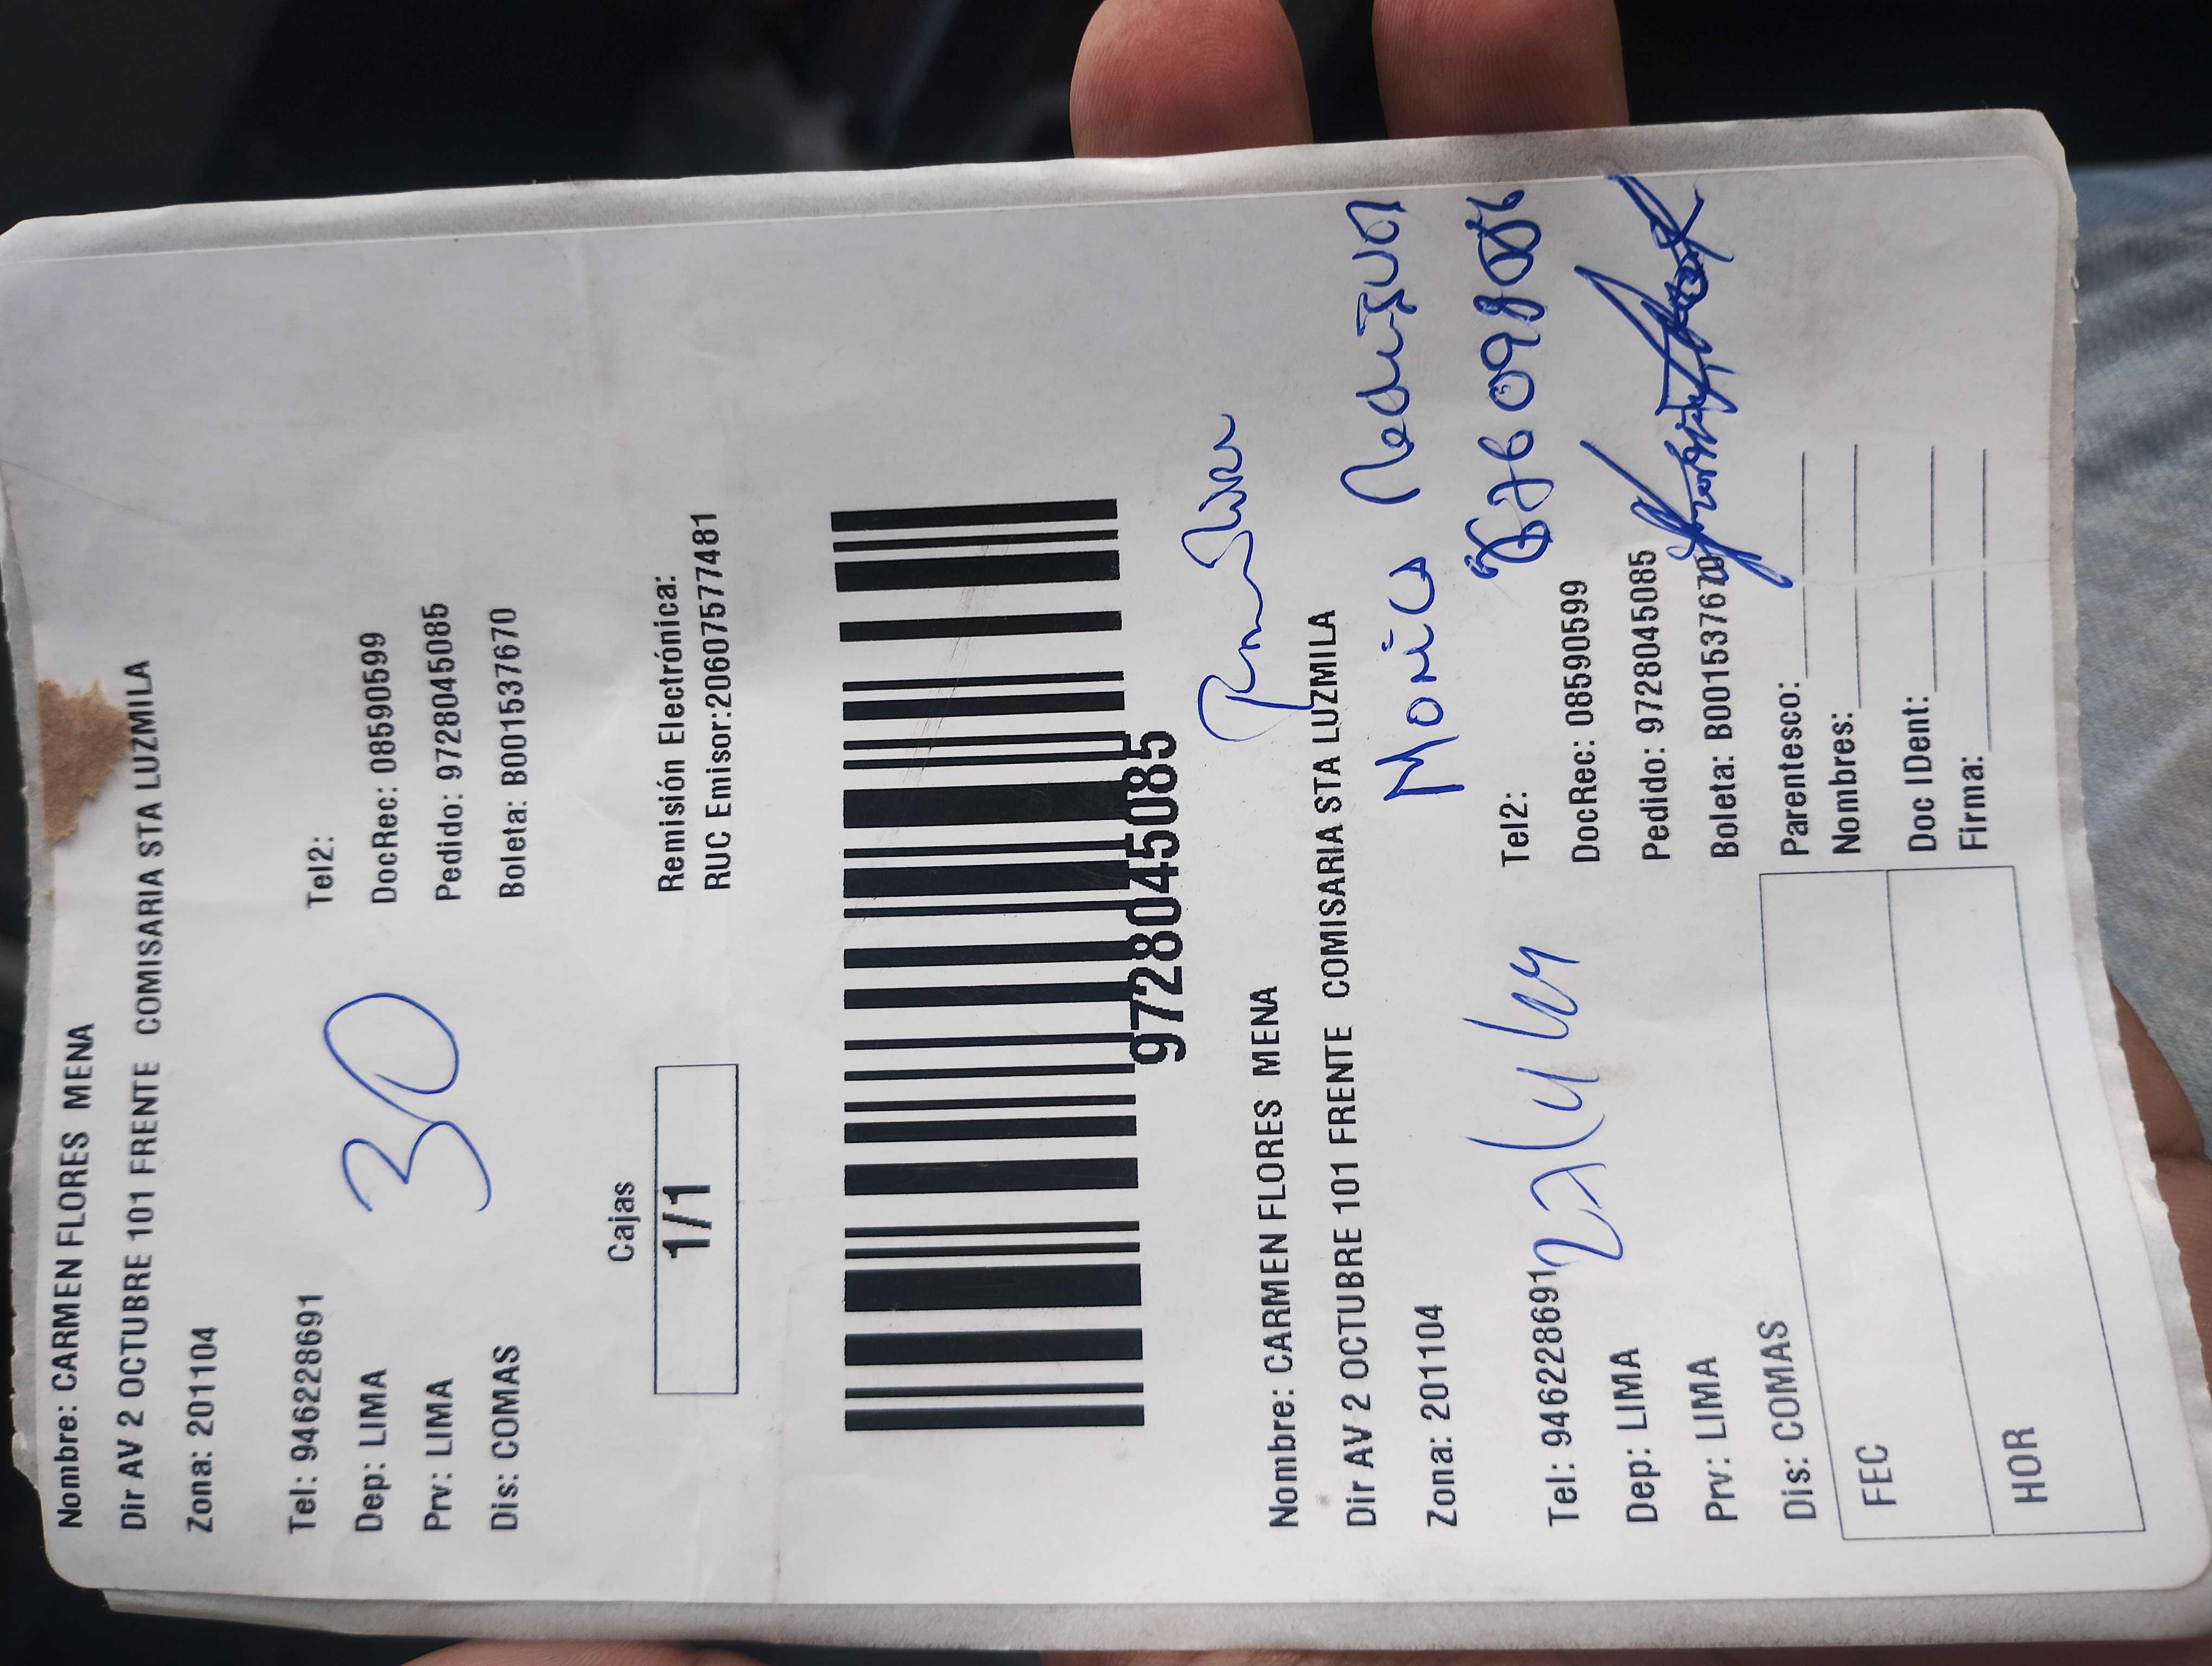 Nombre: CARMEN FLORES MENA
Dir AV 2 OCTUBRE 101 FRENTE COMISARIA STA LUZMILA
Zona: 201104
Tel: 946228691 Tel2:
Dep: LIMA DocRec: 08590599
30
Prv: LIMA Pedido: 9728045085
Dis: COMAS Boleta: B001537670
Cajas
1/1
Remisión Electrónica:
RUC Emisor:20607577481
9728045085
Nombre: CARMEN FLORES MENA
Dir AV 2 OCTUBRE 101 FRENTE COMISARIA STA LUZMILA
Monica
Zona: 201104
Tel: 946228691 Tel2:
Dep: LIMA DocRec: 08590599
Prv: LIMA Pedido: 9728045085
Dis: COMAS Boleta: B001537670
Parentesco:
Nombres:
FEC
Doc IDent:
Firma:
HOR